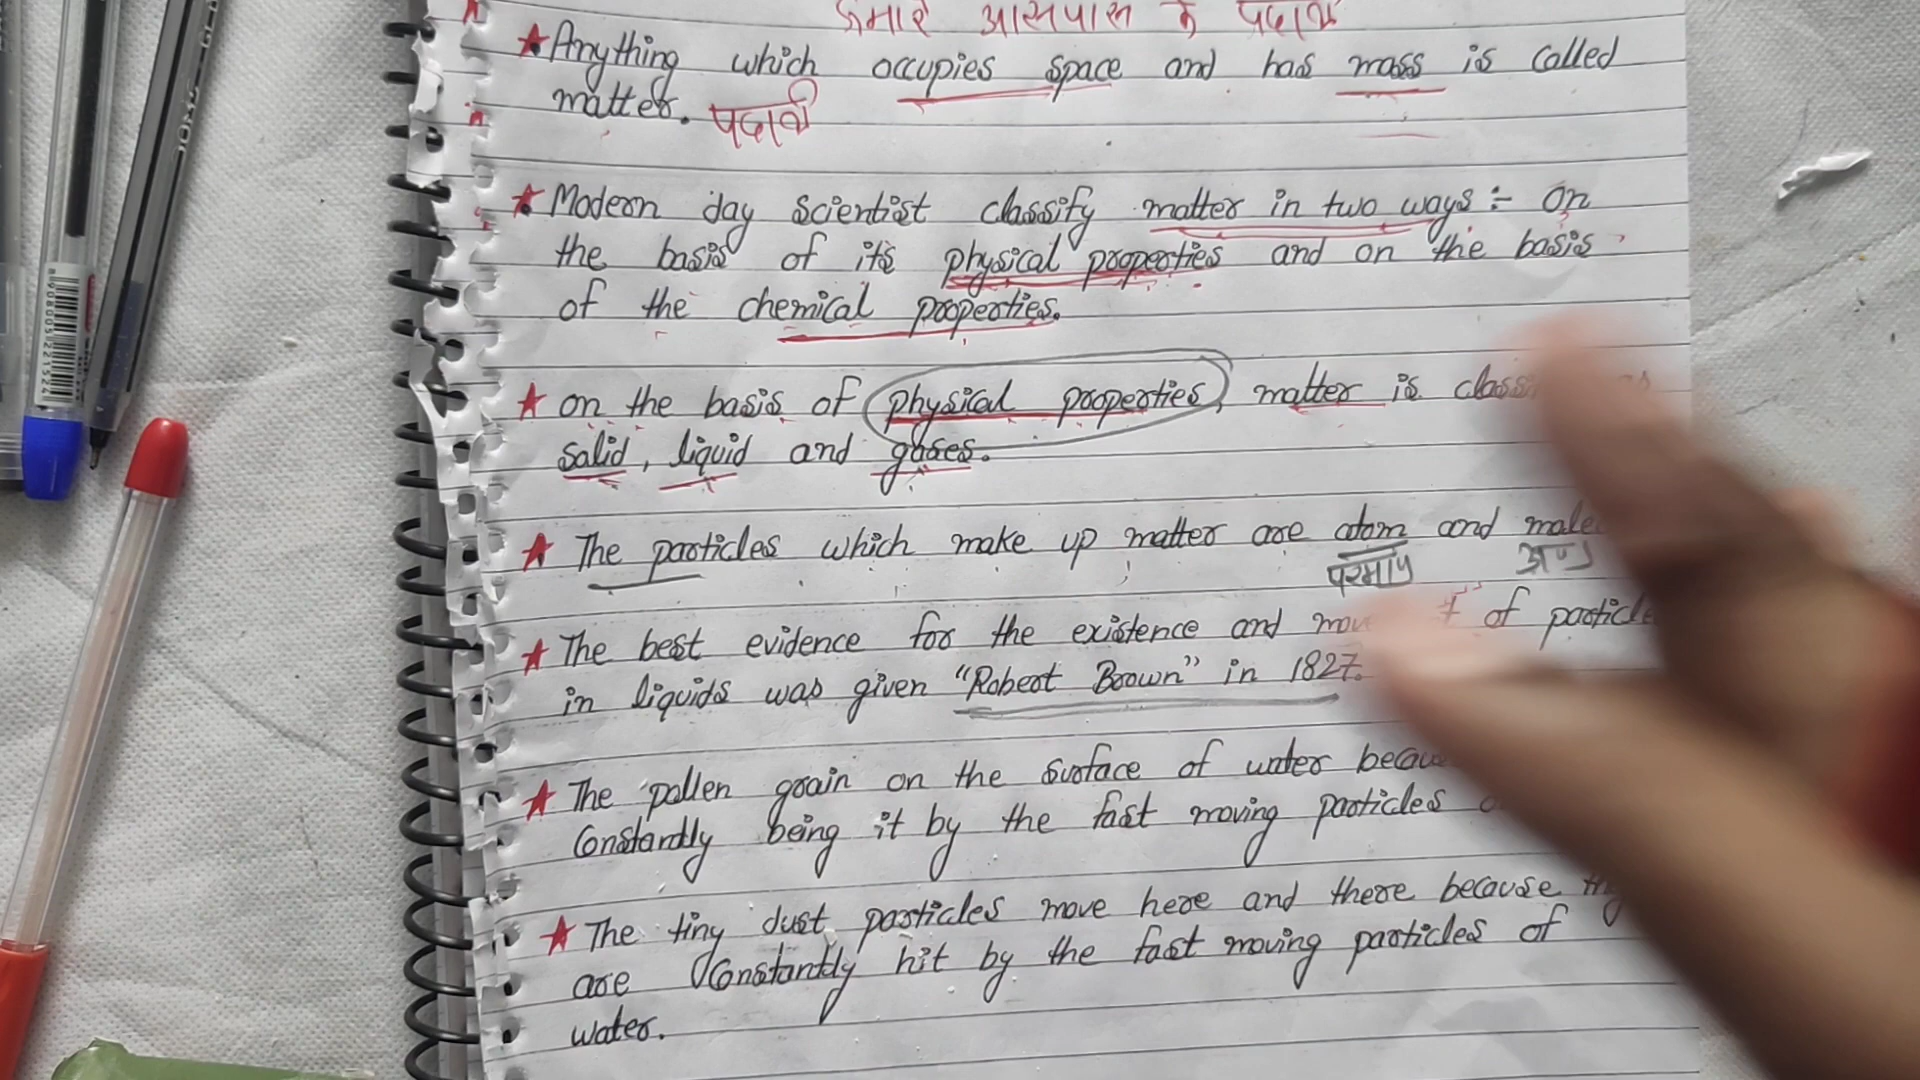 हमारे आसपास के पदार्थ
Anything which occupies space and has mass is called
matter. पदार्थ
Modern day scientist classify matter in two ways :- On
the basis of its physical properties and on the basis
of the chemical properties.
on the basis of physical properties, matter is
salid, liquid and gases.
The particles which make up matter are atom and
परमाणु अणु
The best evidence for the existence and of
in liquids was given "Robert Brown" in 1827.
The pollen grain on the surface of water
Constantly being it by the fast moving particles
The tiny dust particles move here and there because
are Constantly hit by the fast moving particles of
water.